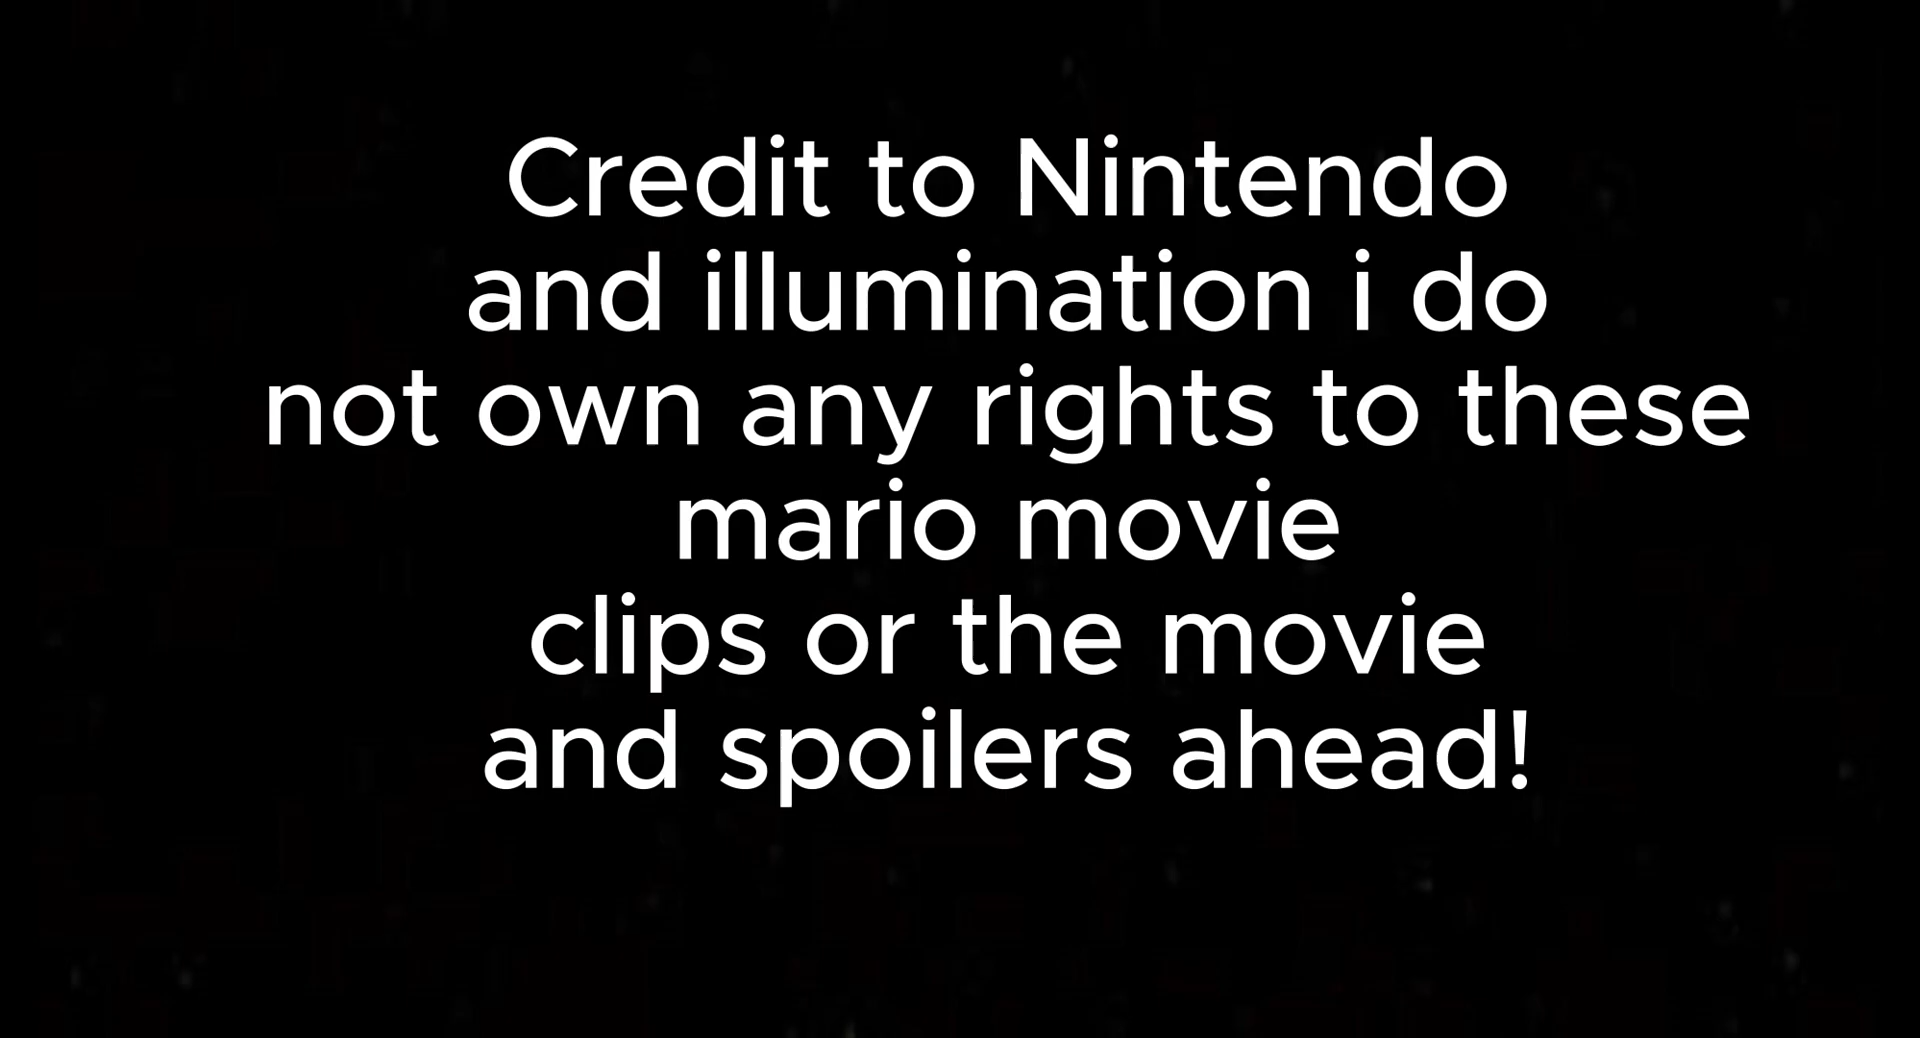 Credit to Nintendo
and illumination i do
not own any rights to these
mario movie
clips or the movie
and spoilers ahead!